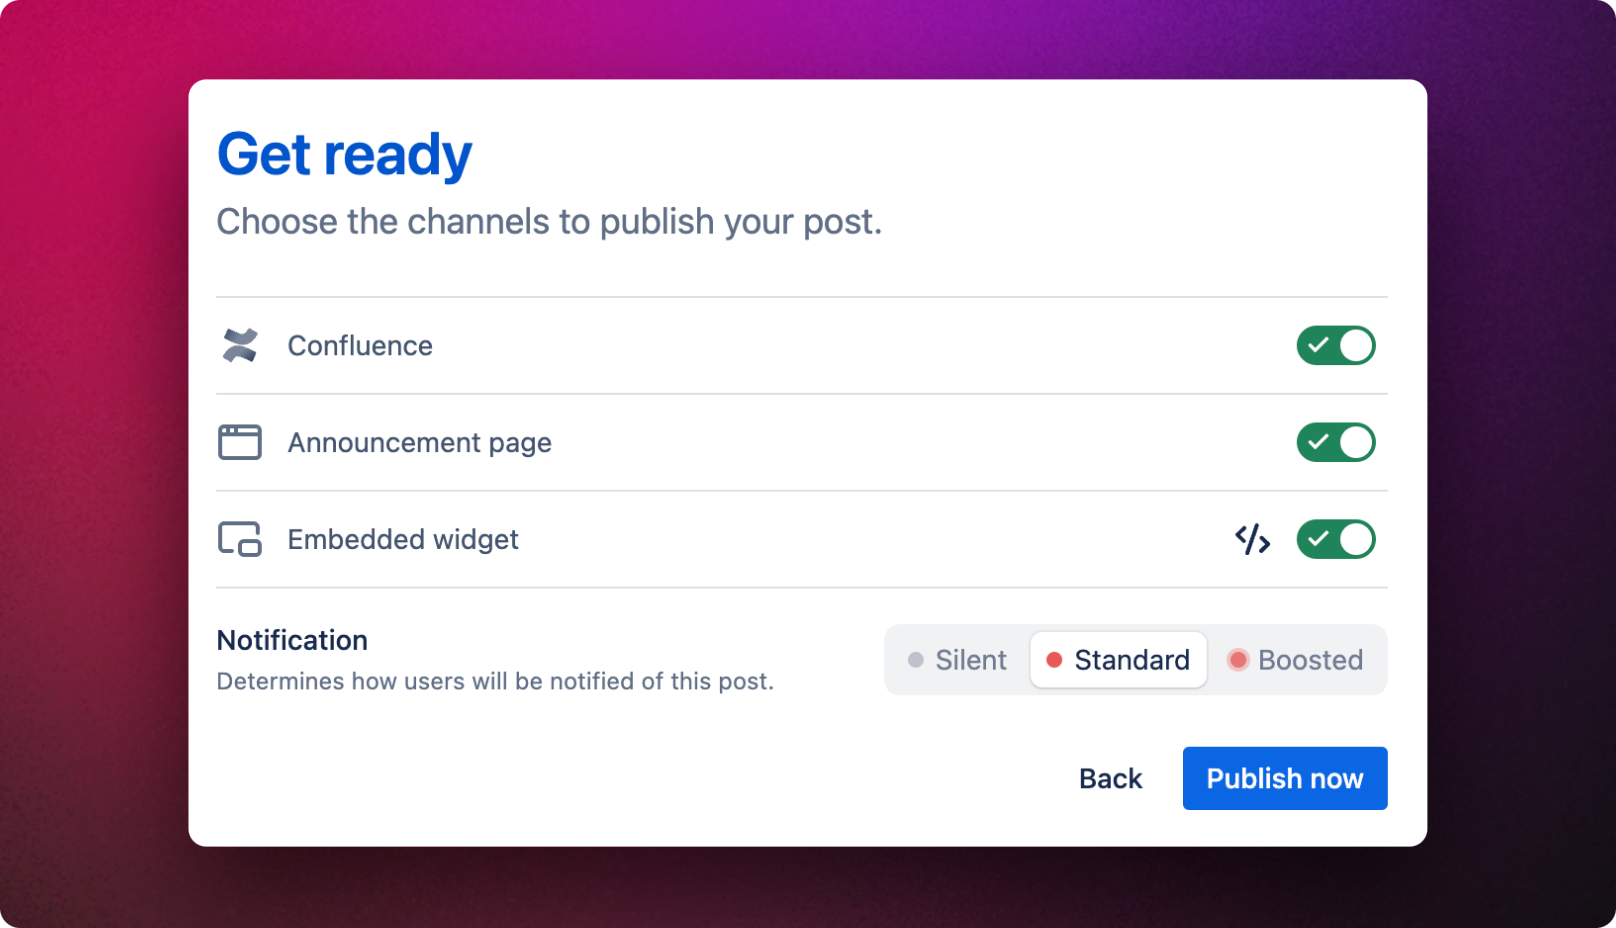 Get ready
Choose the channels to publish your post.
Confluence
Announcement page
Embedded widget
Notification
Determines how users will be notified of this post.
Silent Standard Boosted
Back Publish now